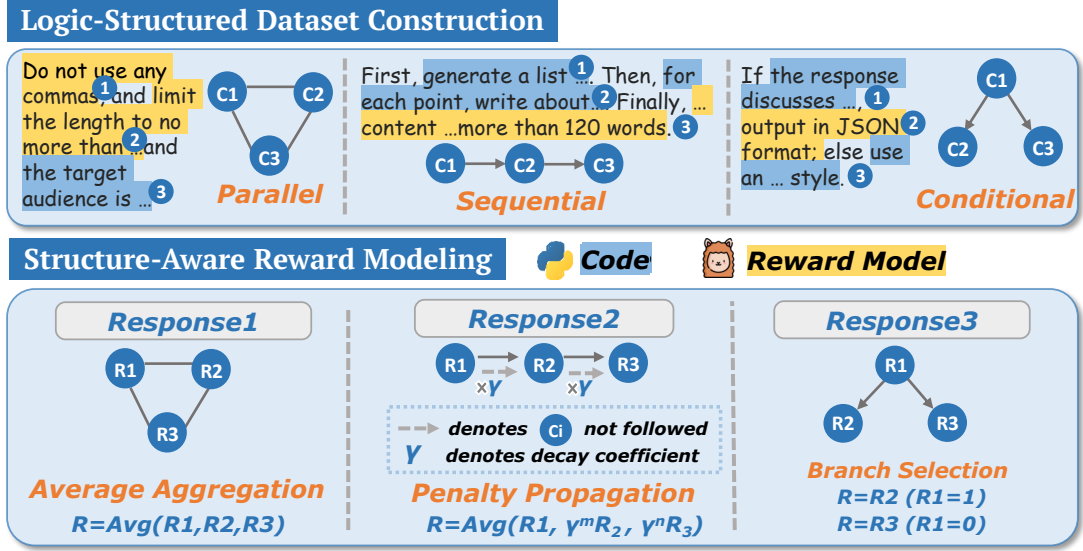 Logic-Structured Dataset Construction
Do not use any
commas, and limit
the length to no
more than …and
the target
audience is …
1
2
3
C1
C2
C3
Parallel
First, generate a list …. Then, for
each point, write about…. Finally, …
content …more than 120 words.
1
2
3
C1
C2
C3
Sequential
If the response
discusses …,
output in JSON
format; else use
an … style.
1
2
3
C1
C2
C3
Conditional
Structure-Aware Reward Modeling
Code
Reward Model
Response1
R1
R2
R3
Average Aggregation
R=Avg(R1,R2,R3)
Response2
R1
R2
R3
×γ
×γ
denotes Ci not followed
γ denotes decay coefficient
Penalty Propagation
R=Avg(R1, γᵐR₂, γⁿR₃)
Response3
R1
R2
R3
Branch Selection
R=R2 (R1=1)
R=R3 (R1=0)